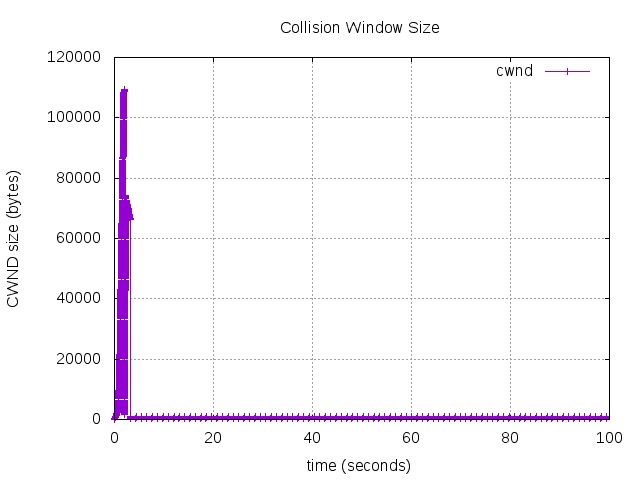 Collision Window Size
cwnd
120000
100000
80000
60000
40000
20000
0
CWND size (bytes)
0 20 40 60 80 100
time (seconds)